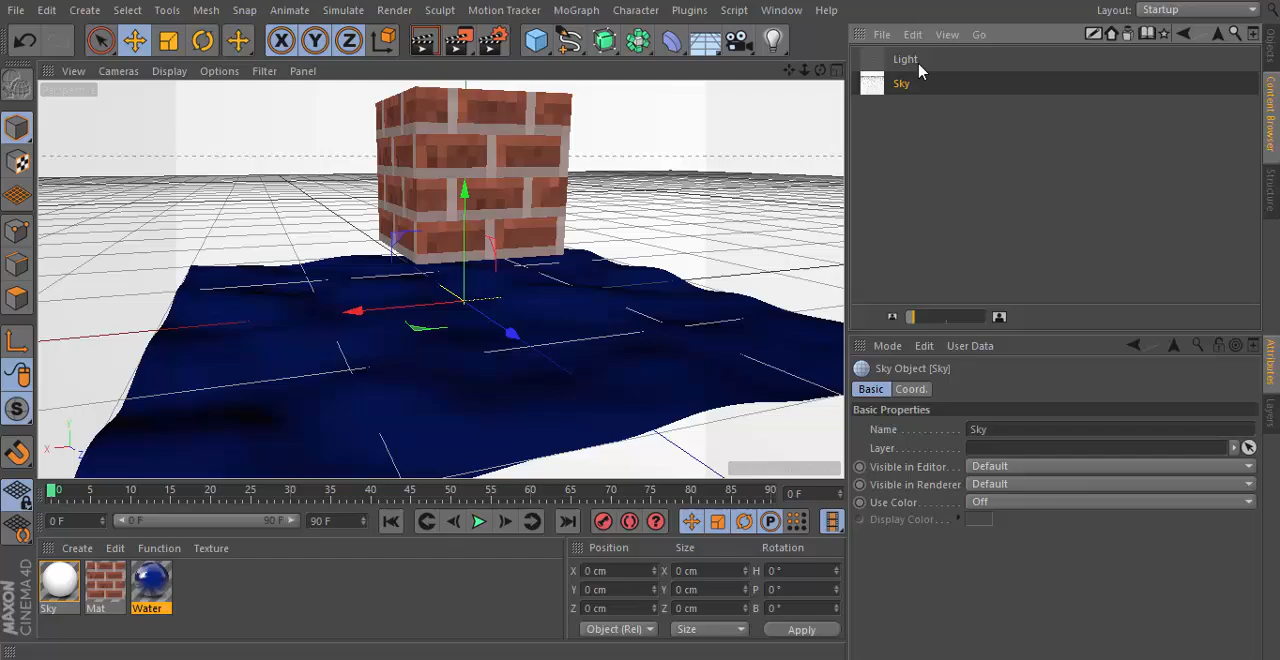 File Edit Create Select Tools Mesh Snap Animate Simulate Render Sculpt Motion Tracker MoGraph Character Plugins Script Window Help Layout: Startup
X Y Z
View Cameras Display Options Filter Panel
File Edit View Go
Light
Sky
Objects
Content Browser
Structure
Mode Edit User Data
Sky Object [Sky]
Basic Coord.
Basic Properties
Name Sky
Layer
Visible in Editor Default
Visible in Renderer Default
Use Color Off
Display Color
Attributes
Layers
Y
X
Z
0 5 10 15 20 25 30 35 40 45 50 55 60 65 70 75 80 85 90 0 F
0 F 0 F 90 F 90 F
Create Edit Function Texture
Sky Mat Water
Position Size Rotation
X 0 cm X 0 cm H 0 °
Y 0 cm Y 0 cm P 0 °
Z 0 cm Z 0 cm B 0 °
Object (Rel) Size Apply
MAXON
CINEMA 4D